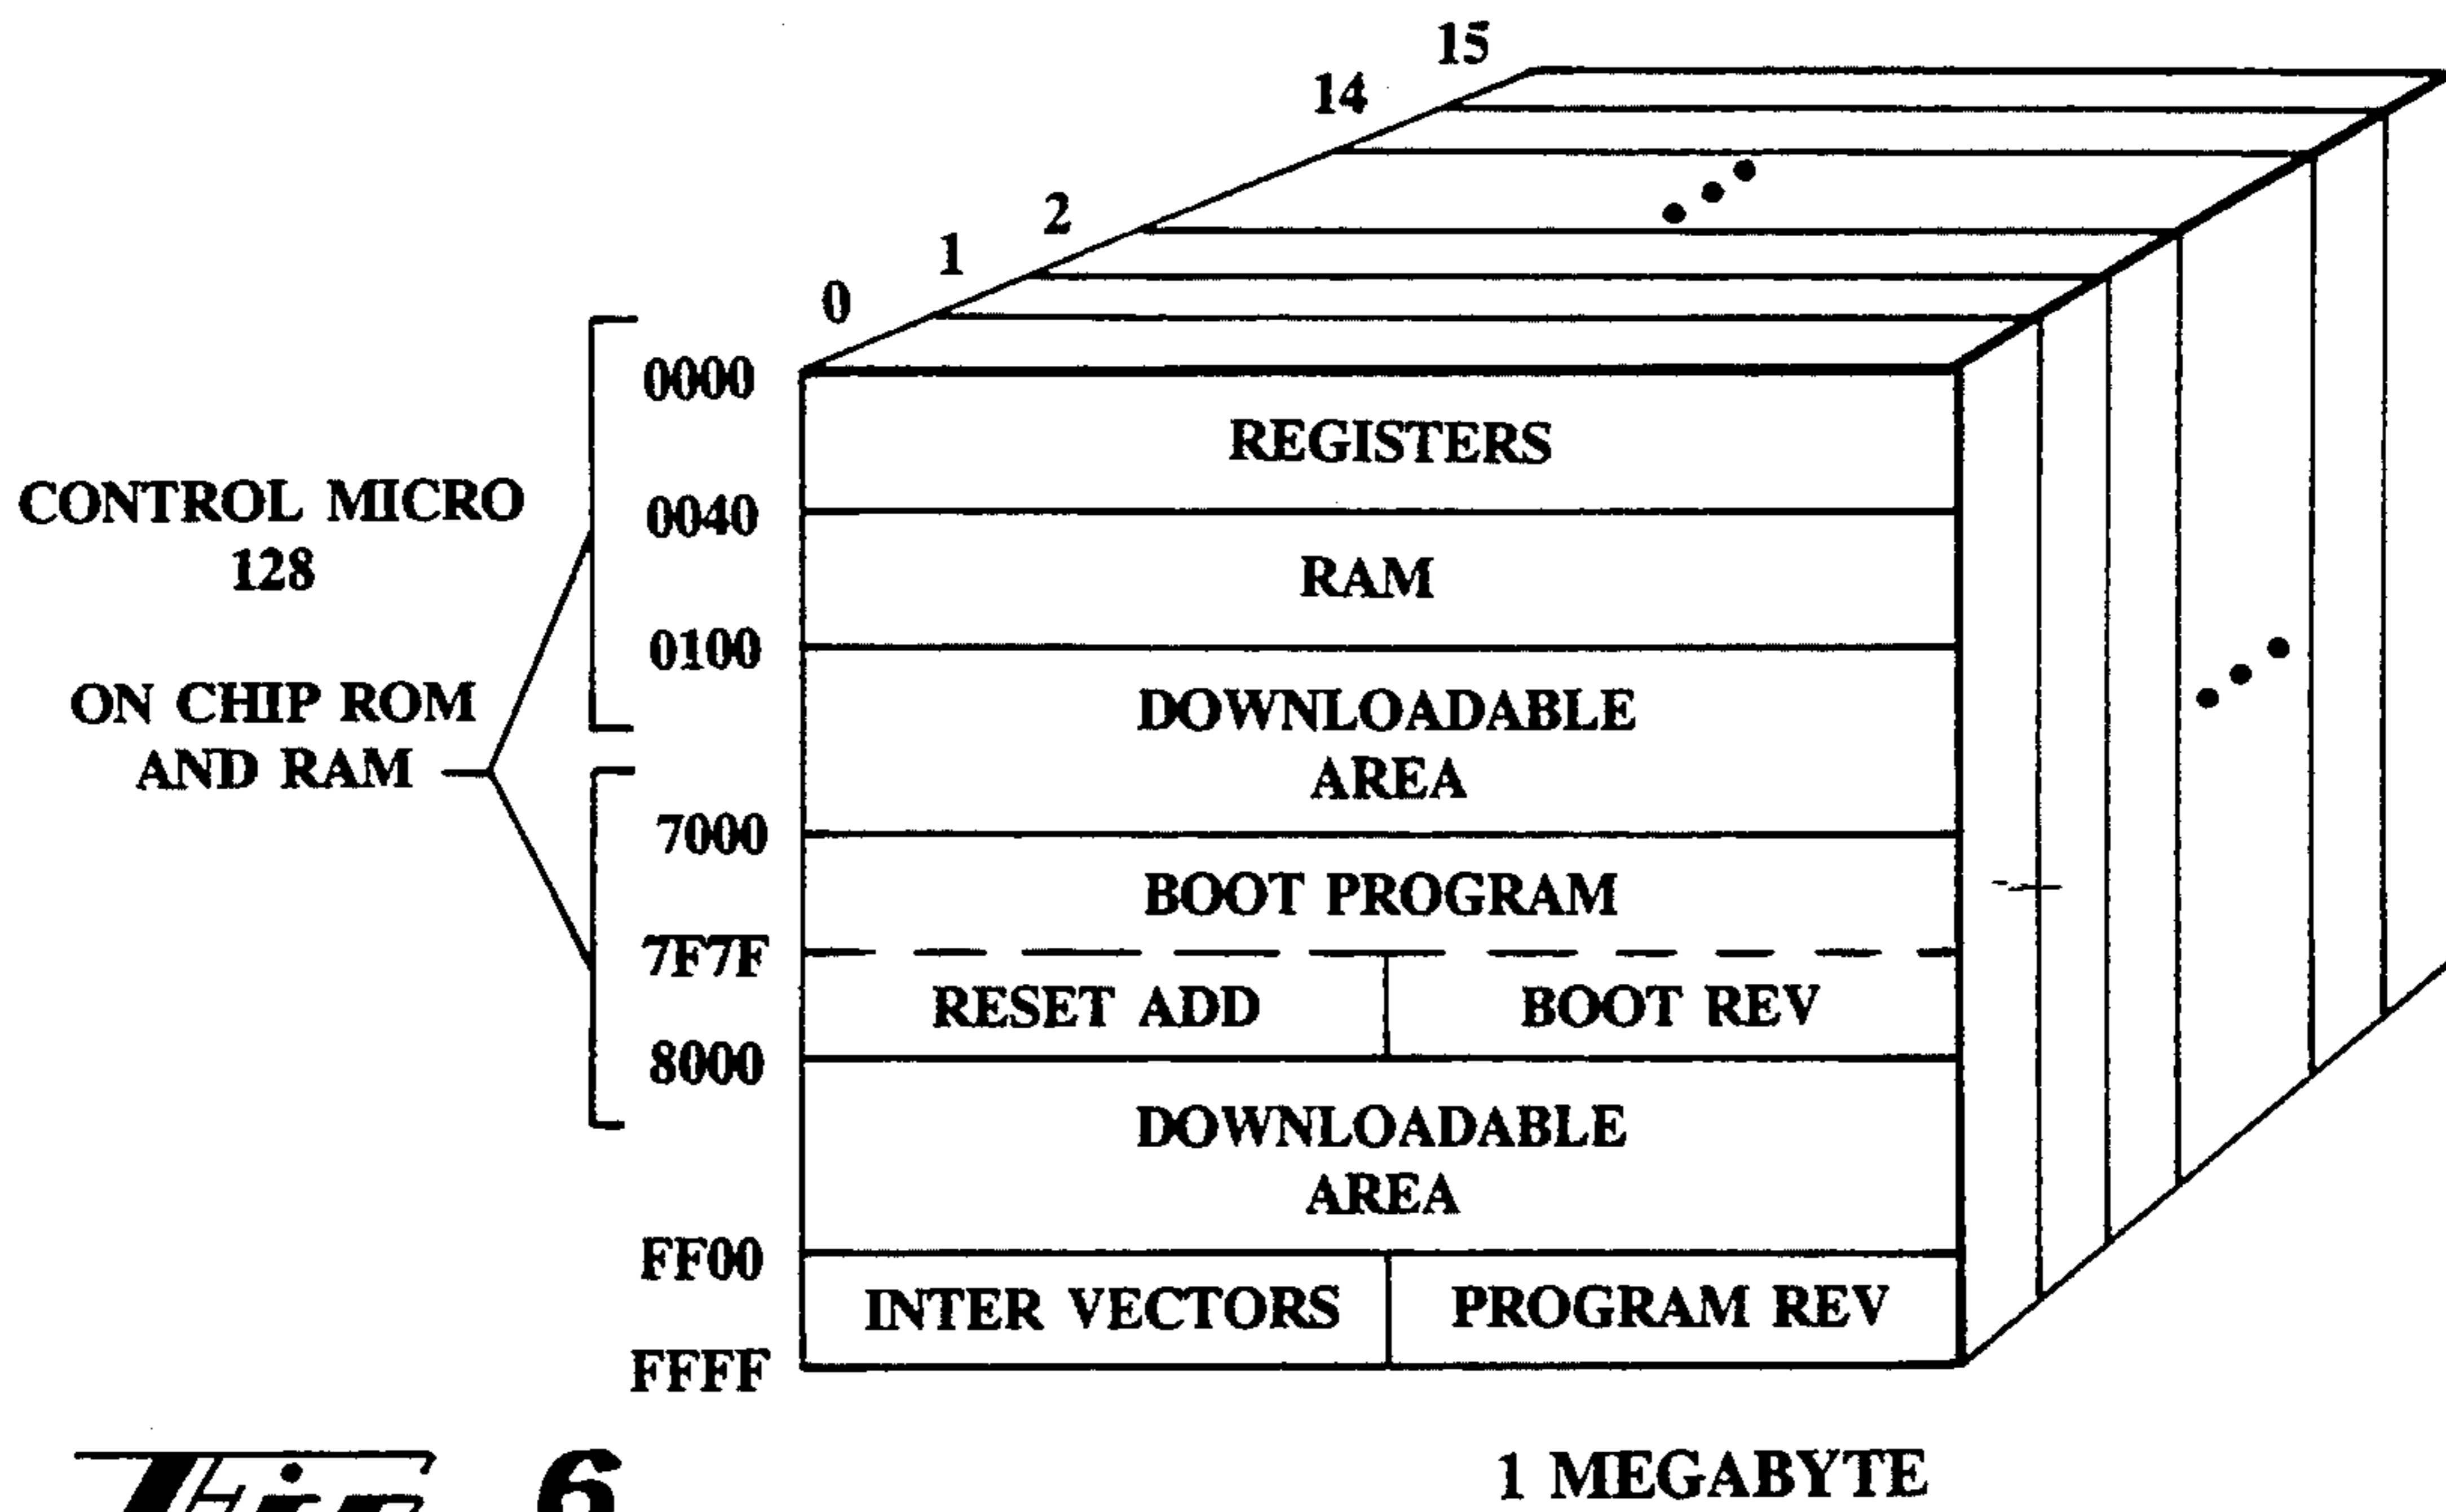 15
14
2
1
0
0000
REGISTERS
0040
CONTROL MICRO
128
RAM
0100
ON CHIP ROM
AND RAM
DOWNLOADABLE
AREA
7000
BOOT PROGRAM
7F7F
RESET ADD BOOT REV
8000
DOWNLOADABLE
AREA
FF00
INTER VECTORS PROGRAM REV
FFFF
1 MEGABYTE
Fig 6